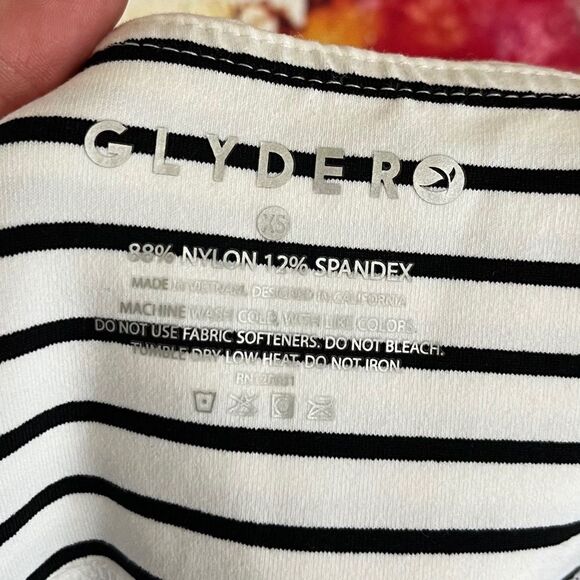 GLYDER
XS
88% NYLON 12% SPANDEX
MADE IN VIETNAM. DESIGNED IN CALIFORNIA
MACHINE WASH COLD, WITH LIKE COLORS.
DO NOT USE FABRIC SOFTENERS. DO NOT BLEACH.
TUMBLE DRY LOW HEAT. DO NOT IRON.